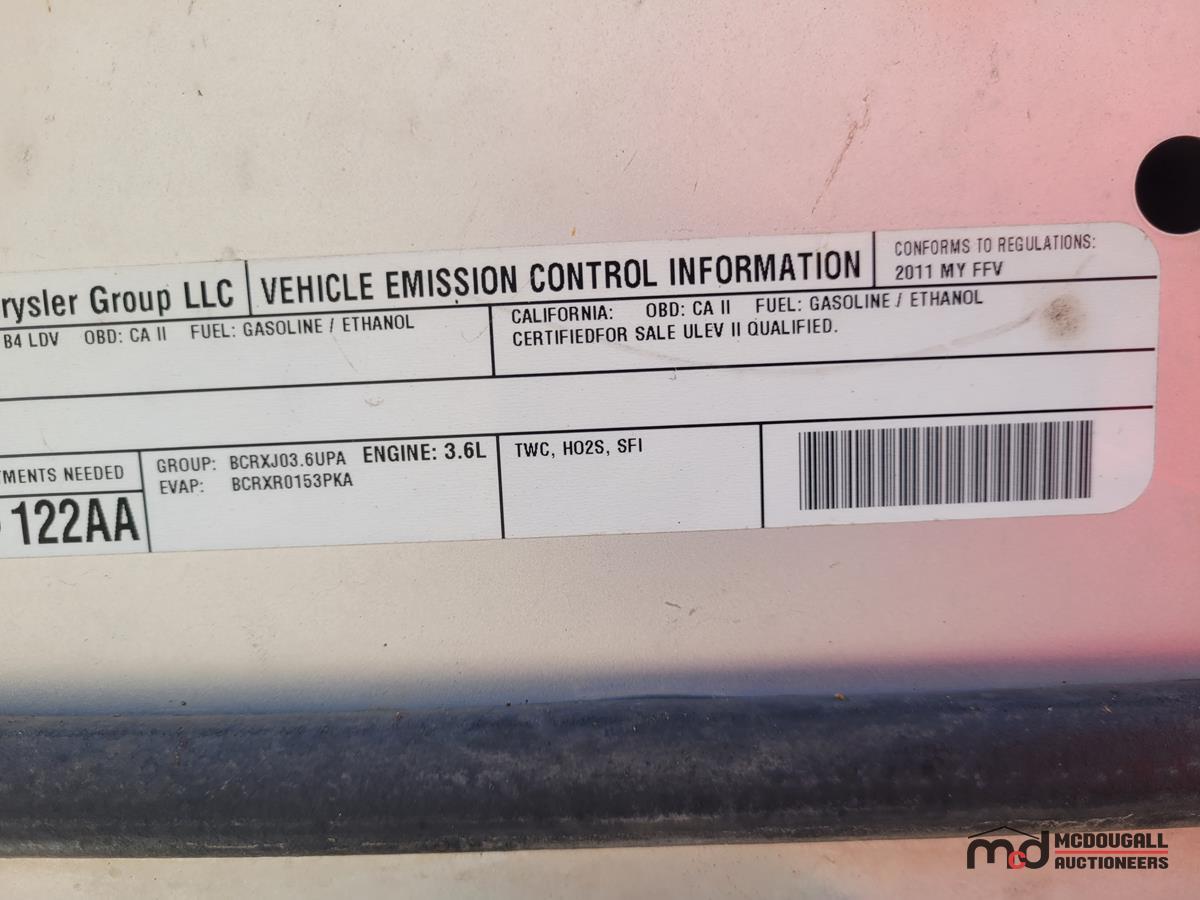 rysler Group LLC
VEHICLE EMISSION CONTROL INFORMATION
CONFORMS TO REGULATIONS:
2011 MY FFV
B4 LDV OBD: CA II FUEL: GASOLINE / ETHANOL
CALIFORNIA: OBD: CA II FUEL: GASOLINE / ETHANOL
CERTIFIEDFOR SALE ULEV II QUALIFIED.
TMENTS NEEDED
122AA
GROUP: BCRXJ03.6UPA ENGINE: 3.6L
EVAP: BCRXR0153PKA
TWC, HO2S, SFI
mcd MCDOUGALL
AUCTIONEERS